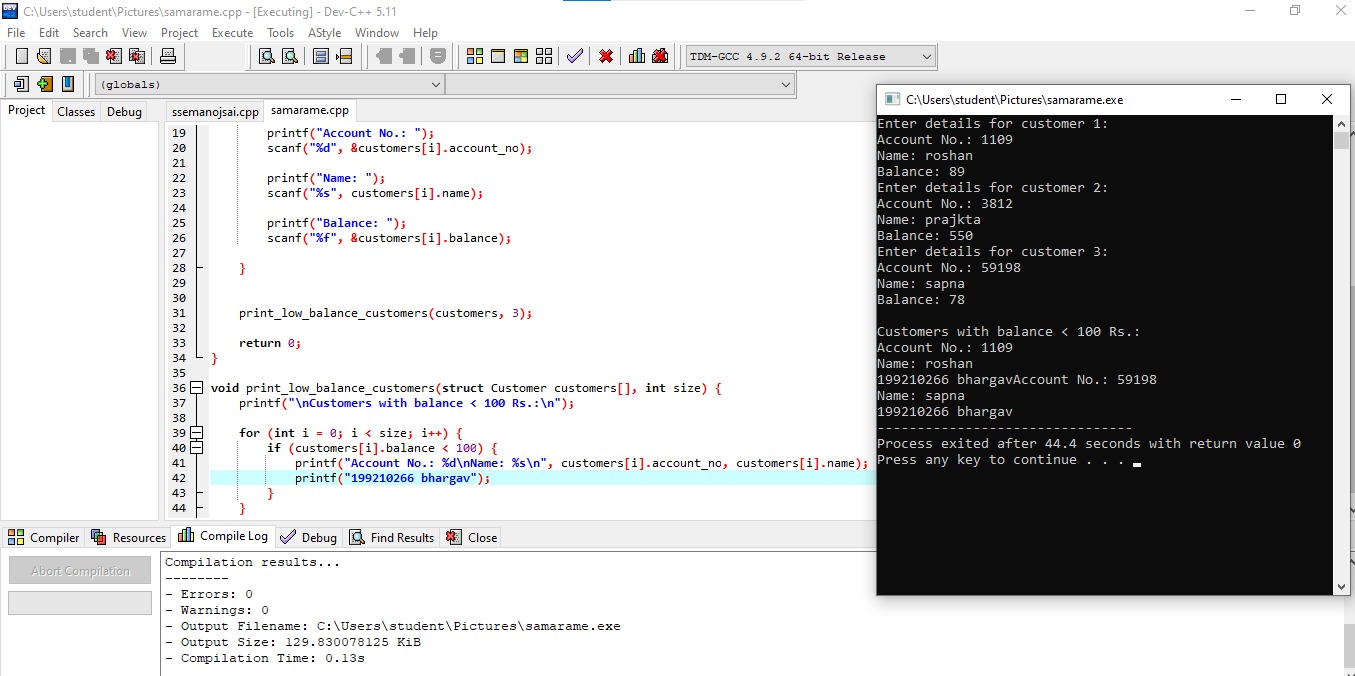 C:\Users\student\Pictures\samarame.cpp - [Executing] - Dev-C++ 5.11
File Edit Search View Project Execute Tools AStyle Window Help
TDM-GCC 4.9.2 64-bit Release
(globals)
Project Classes Debug
ssemanojsai.cpp samarame.cpp
19 printf("Account No.: ");
20 scanf("%d", &customers[i].account_no);
21
22 printf("Name: ");
23 scanf("%s", customers[i].name);
24
25 printf("Balance: ");
26 scanf("%f", &customers[i].balance);
27
28 }
29
30
31 print_low_balance_customers(customers, 3);
32
33 return 0;
34 }
35
36 void print_low_balance_customers(struct Customer customers[], int size) {
37 printf("\nCustomers with balance < 100 Rs.:\n");
38
39 for (int i = 0; i < size; i++) {
40 if (customers[i].balance < 100) {
41 printf("Account No.: %d\nName: %s\n", customers[i].account_no, customers[i].name);
42 printf("199210266 bhargav");
43 }
44 }
C:\Users\student\Pictures\samarame.exe
Enter details for customer 1:
Account No.: 1109
Name: roshan
Balance: 89
Enter details for customer 2:
Account No.: 3812
Name: prajkta
Balance: 550
Enter details for customer 3:
Account No.: 59198
Name: sapna
Balance: 78
Customers with balance < 100 Rs.:
Account No.: 1109
Name: roshan
199210266 bhargavAccount No.: 59198
Name: sapna
199210266 bhargav
--------------------------------
Process exited after 44.4 seconds with return value 0
Press any key to continue . . .
Compiler Resources Compile Log Debug Find Results Close
Abort Compilation
Compilation results...
--------
- Errors: 0
- Warnings: 0
- Output Filename: C:\Users\student\Pictures\samarame.exe
- Output Size: 129.830078125 KiB
- Compilation Time: 0.13s